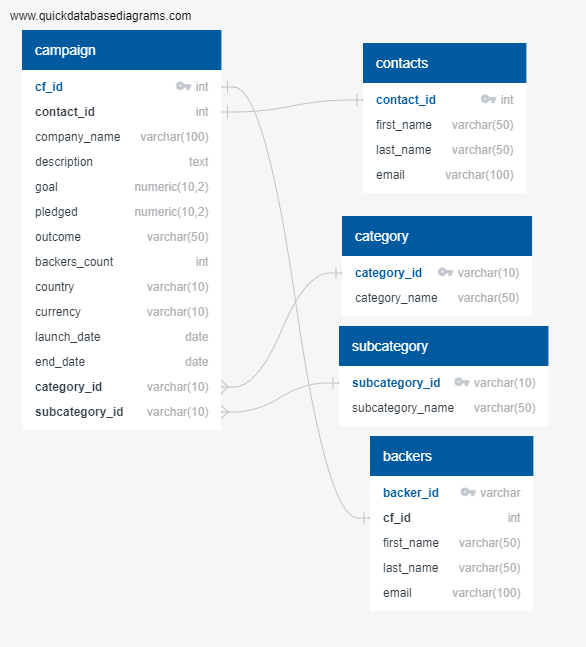 www.quickdatabasediagrams.com
campaign
cf_id int
contact_id int
company_name varchar(100)
description text
goal numeric(10,2)
pledged numeric(10,2)
outcome varchar(50)
backers_count int
country varchar(10)
currency varchar(10)
launch_date date
end_date date
category_id varchar(10)
subcategory_id varchar(10)
contacts
contact_id int
first_name varchar(50)
last_name varchar(50)
email varchar(100)
category
category_id varchar(10)
category_name varchar(50)
subcategory
subcategory_id varchar(10)
subcategory_name varchar(50)
backers
backer_id varchar
cf_id int
first_name varchar(50)
last_name varchar(50)
email varchar(100)